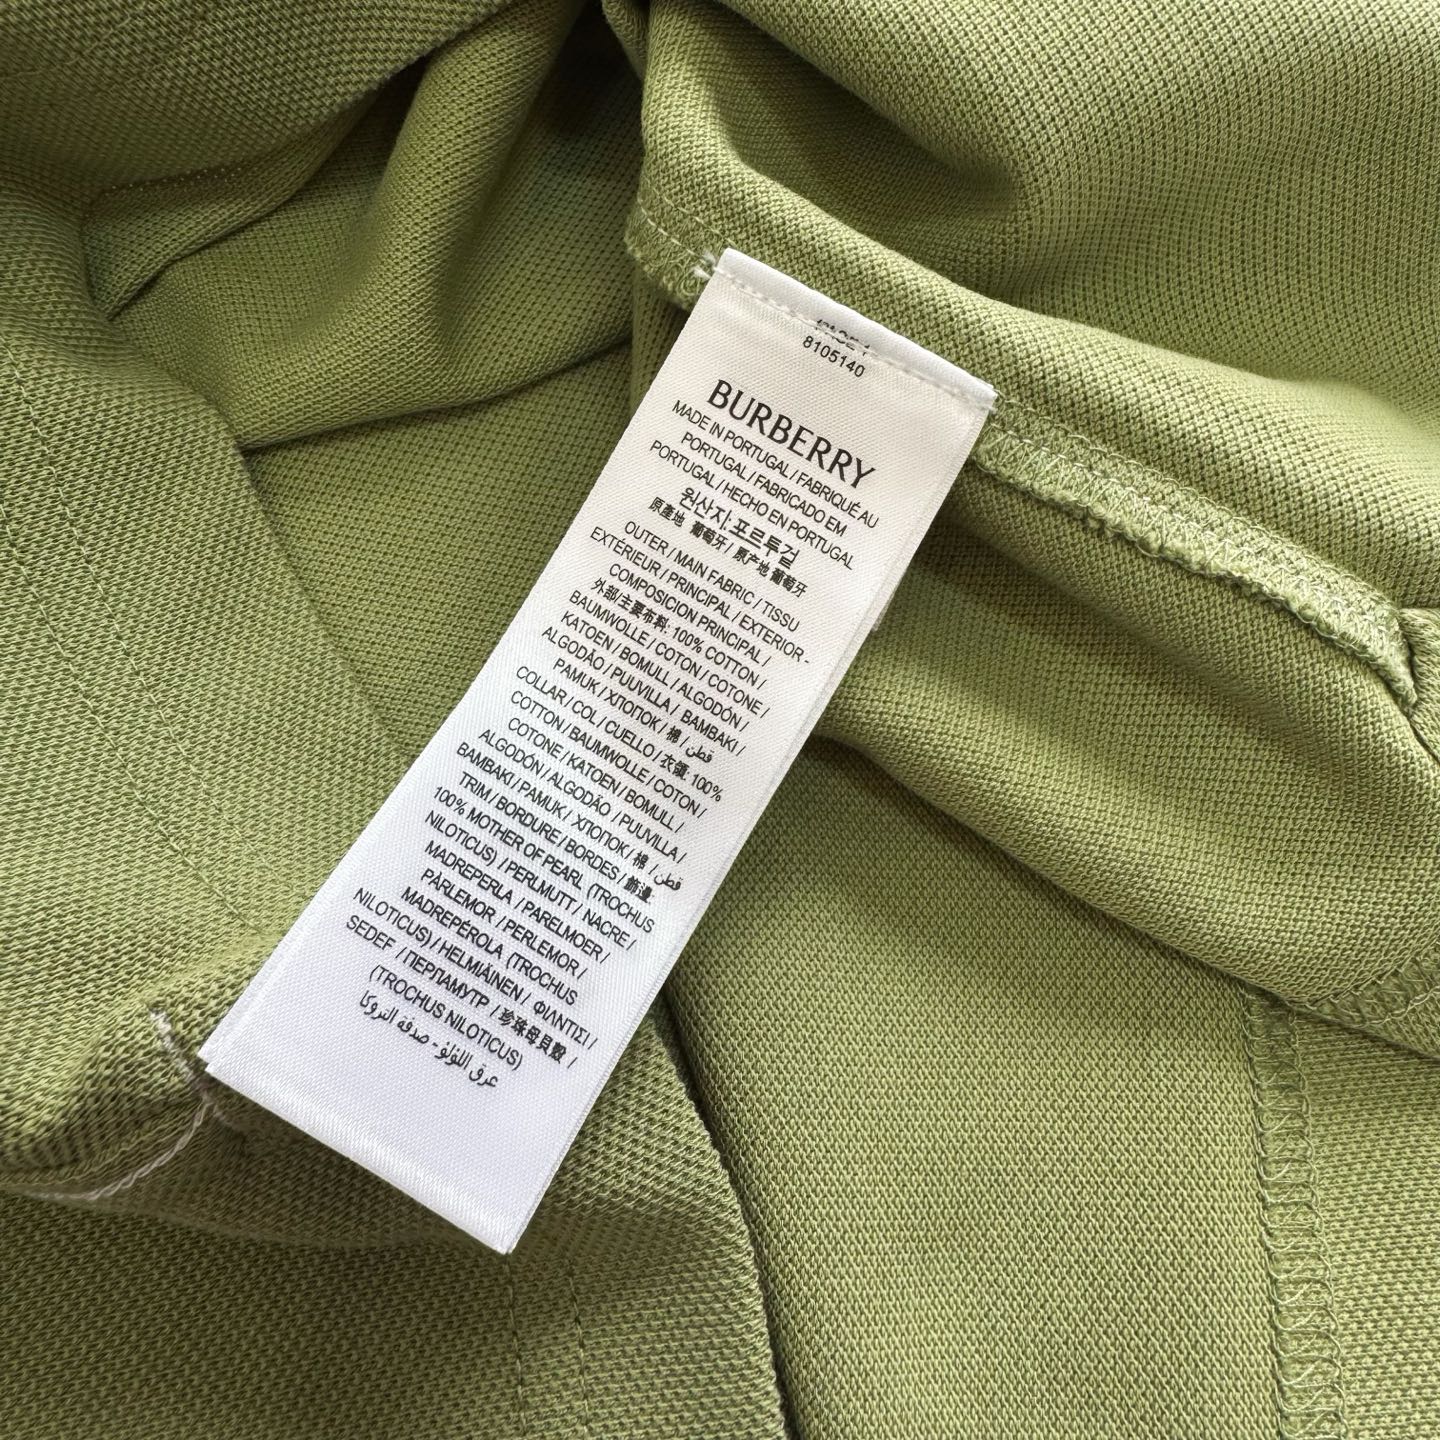 8105140
BURBERRY
MADE IN PORTUGAL / FABRIQUÉ AU
PORTUGAL / FABRICADO EM
PORTUGAL / HECHO EN PORTUGAL
원산지: 포르투갈
原產地 葡萄牙 / 原产地 葡萄牙
OUTER / MAIN FABRIC / TISSU
EXTÉRIEUR / PRINCIPAL / EXTERIOR -
COMPOSICION PRINCIPAL /
外部/主要布料: 100% COTTON /
BAUMWOLLE / COTON / COTONE /
KATOEN / BOMULL / ALGODÓN /
ALGODÃO / PUUVILLA / BAMBAKI /
PAMUK / ХЛОПОК / 棉 / قطن
COLLAR / COL / CUELLO / 衣領: 100%
COTTON / BAUMWOLLE / COTON /
COTONE / KATOEN / BOMULL /
ALGODÓN / ALGODÃO / PUUVILLA /
BAMBAKI / PAMUK / ХЛОПОК / 棉 / قطن
TRIM / BORDURE / BORDES / 飾邊:
100% MOTHER OF PEARL (TROCHUS
NILOTICUS) / PERLMUTT / NACRE /
MADREPERLA / PARELMOER /
PÄRLEMOR / PERLEMOR /
MADREPÉROLA (TROCHUS
NILOTICUS) / HELMIÄINEN / ΦΙΛΝΤΙΣΙ /
SEDEF / ПЕРЛАМУТР / 珍珠母貝殼 /
(TROCHUS NILOTICUS)
عرق اللؤلؤ - صدفة التروكا